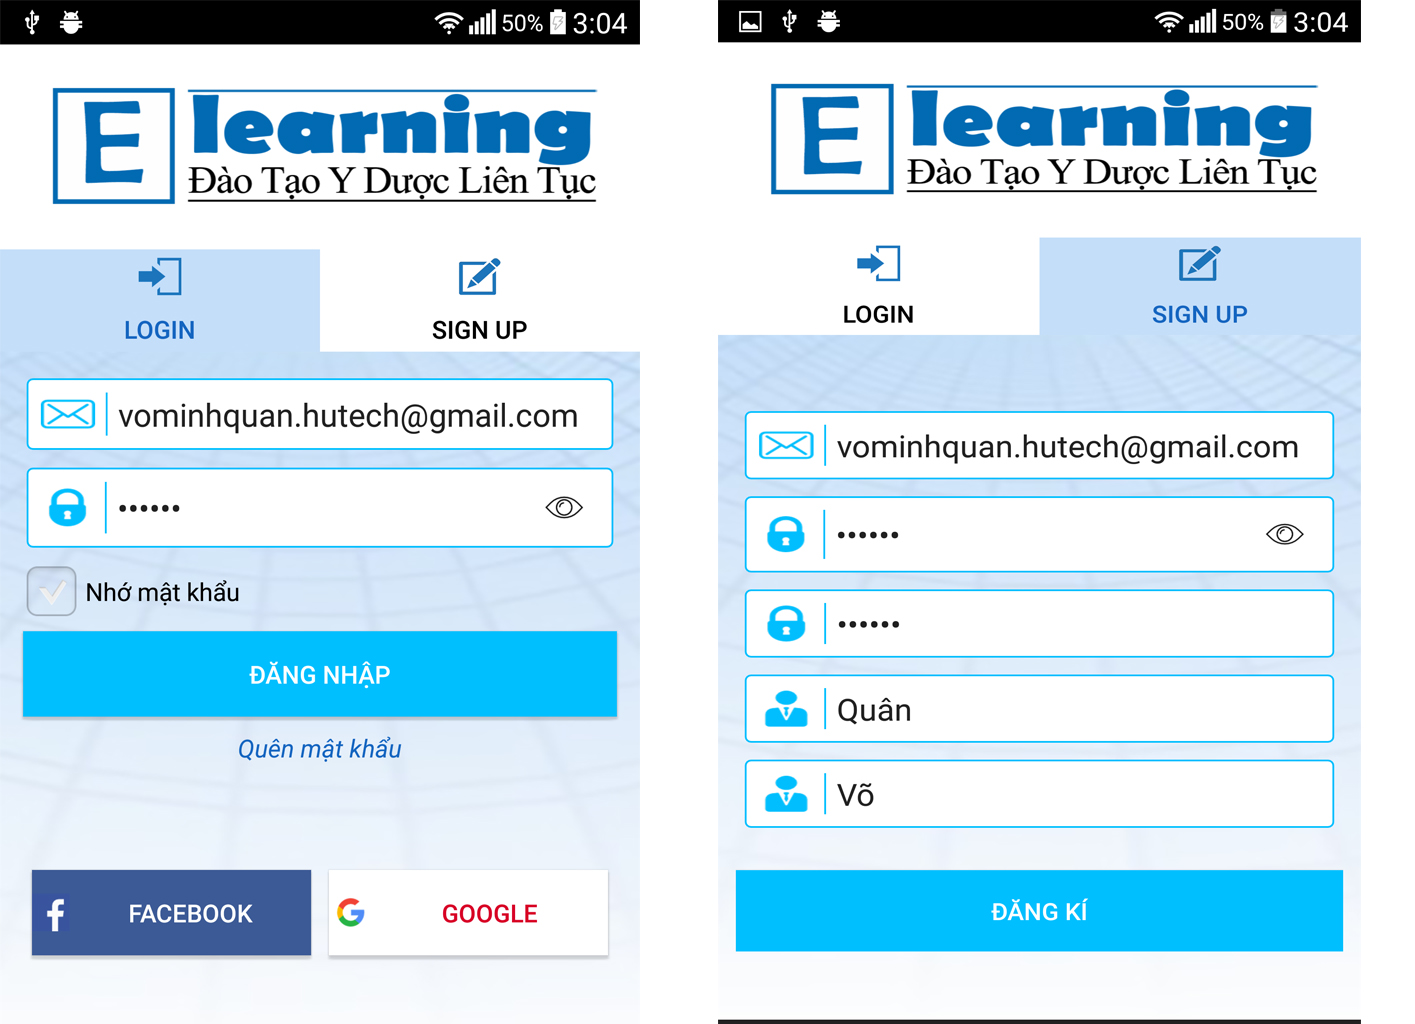 50% 3:04
E learning
Đào Tạo Y Dược Liên Tục
LOGIN
SIGN UP
vominhquan.hutech@gmail.com
••••••
Nhớ mật khẩu
ĐĂNG NHẬP
Quên mật khẩu
f FACEBOOK
G GOOGLE
50% 3:04
E learning
Đào Tạo Y Dược Liên Tục
LOGIN
SIGN UP
vominhquan.hutech@gmail.com
••••••
••••••
Quân
Võ
ĐĂNG KÍ